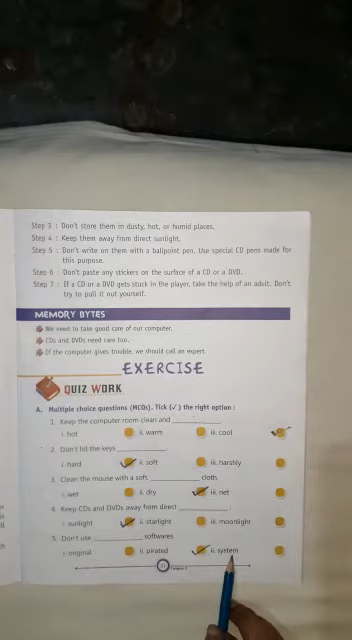 Step 3 : Don't store them in dusty, hot, or humid places.
Step 4 : Keep them away from direct sunlight.
Step 5 : Don't write on them with a ballpoint pen. Use special CD pens made for
this purpose.
Step 6 : Don't paste any stickers on the surface of a CD or a DVD.
Step 7 : If a CD or a DVD gets stuck in the player, take the help of an adult. Don't
try to pull it out yourself.
MEMORY BYTES
We need to take good care of our computer.
CDs and DVDs need care too.
If the computer gives trouble, we should call an expert.
EXERCISE
QUIZ WORK
A. Multiple choice questions (MCQs). Tick (✓) the right option :
1. Keep the computer room clean and ________
i. hot ii. warm iii. cool
2. Don't hit the keys ________.
i. hard ii. soft iii. harshly
3. Clean the mouse with a soft, ________ cloth.
i. wet ii. dry iii. net
4. Keep CDs and DVDs away from direct ________.
i. sunlight ii. starlight iii. moonlight
5. Don't use ________ softwares.
i. original ii. pirated ii. system